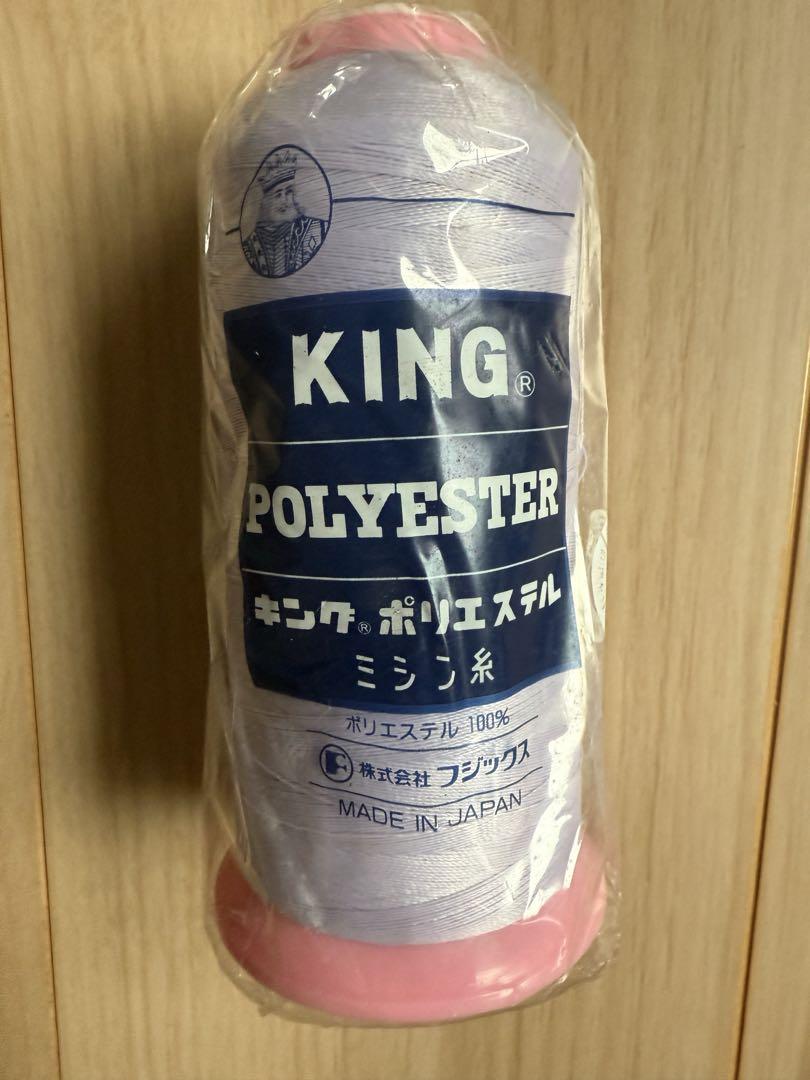 KING®
POLYESTER
キング®ポリエステル
ミシン糸
ポリエステル 100%
F 株式会社 フジックス
MADE IN JAPAN